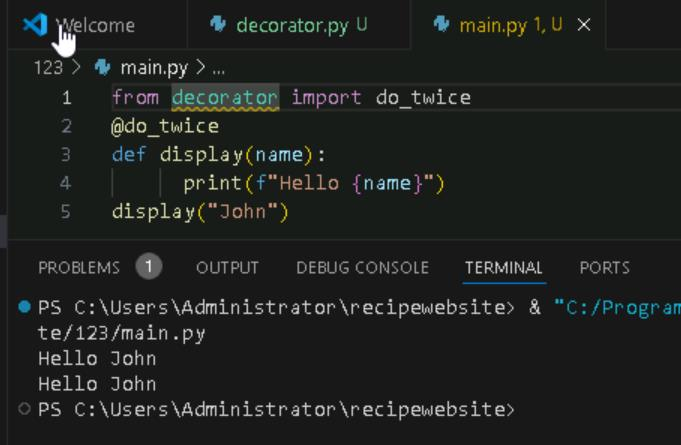 Welcome decorator.py U main.py 1, U
123 > main.py > ...
1 from decorator import do_twice
2 @do_twice
3 def display(name):
4 print(f"Hello {name}")
5 display("John")
PROBLEMS 1 OUTPUT DEBUG CONSOLE TERMINAL PORTS
PS C:\Users\Administrator\recipewebsite> & "C:/Program
te/123/main.py
Hello John
Hello John
PS C:\Users\Administrator\recipewebsite>